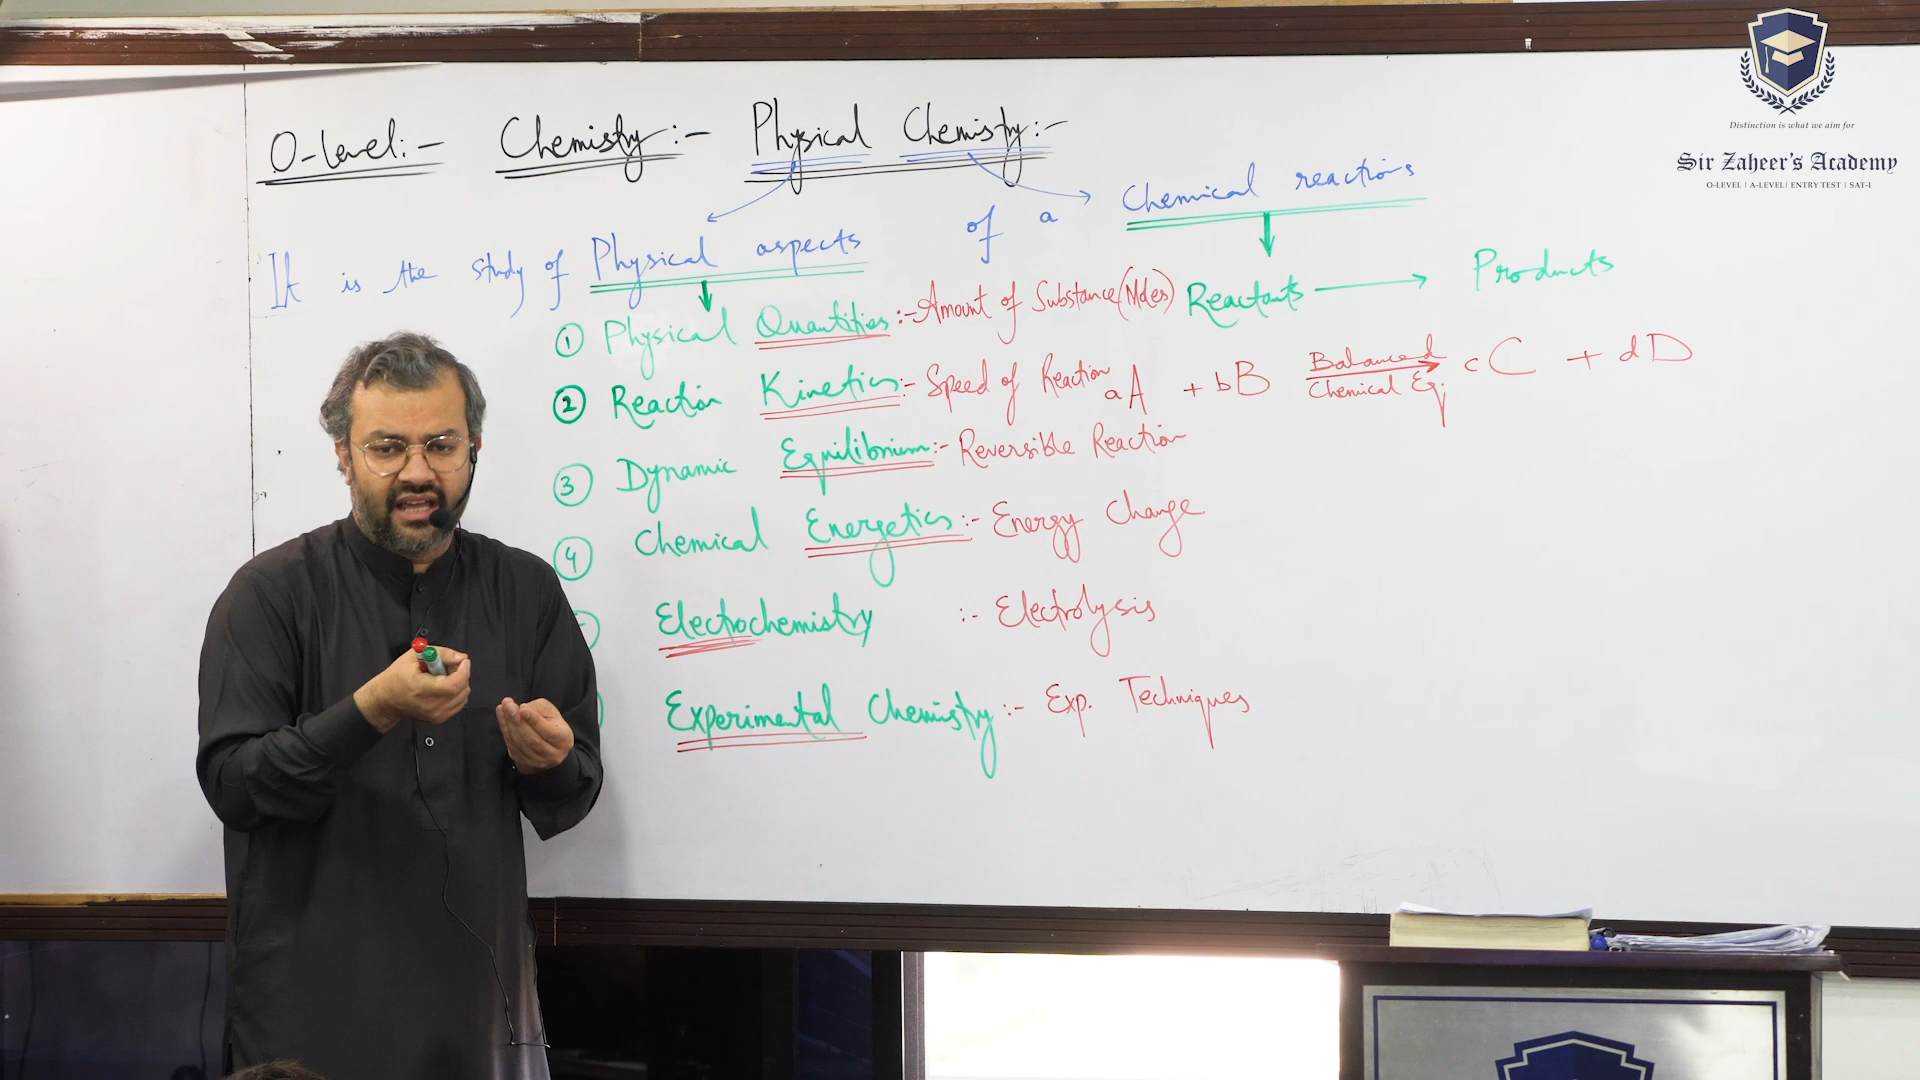 O-level:- Chemistry:- Physical Chemistry:-
It is the study of Physical aspects of a Chemical reactions
① Physical Quantities:- Amount of Substance (Moles)
② Reaction Kinetics:- Speed of Reaction
③ Dynamic Equilibrium:- Reversible Reaction
④ Chemical Energetics:- Energy Change
Electrochemistry :- Electrolysis
Experimental Chemistry:- Exp. Techniques
Reactants → Products
aA + bB Balanced → cC + dD
Chemical Eq.
Distinction is what we aim for
Sir Zaheer's Academy
O-LEVEL | A-LEVEL | ENTRY TEST | SAT-I